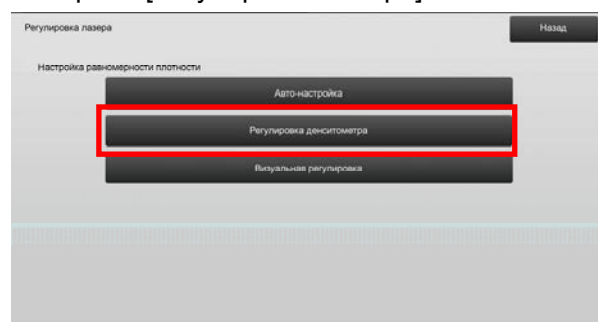 Регулировка лазера
Назад
Настройка равномерности плотности
Авто-настройка
Регулировка денситометра
Визуальная регулировка